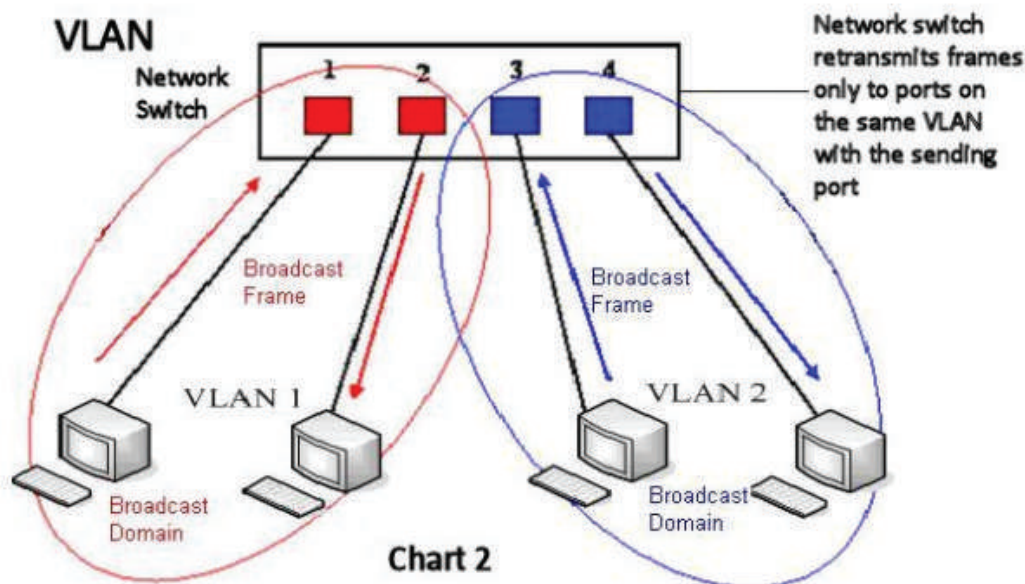 VLAN
Network
Switch
1 2 3 4
Network switch
retransmits frames
only to ports on
the same VLAN
with the sending
port
Broadcast
Frame
Broadcast
Frame
VLAN 1
VLAN 2
Broadcast
Domain
Broadcast
Domain
Chart 2